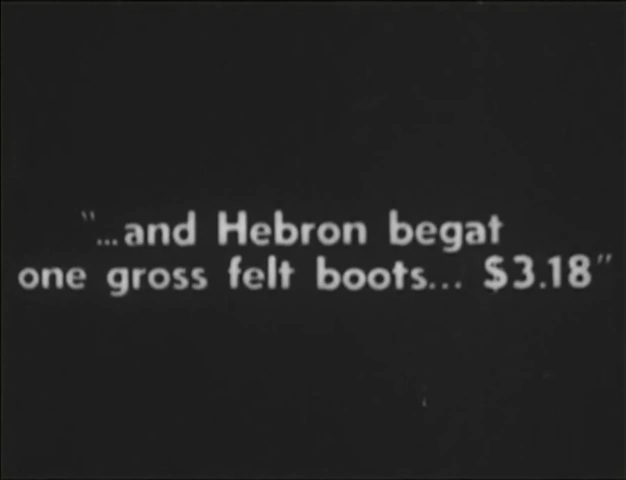 "...and Hebron begat
one gross felt boots... $3.18"